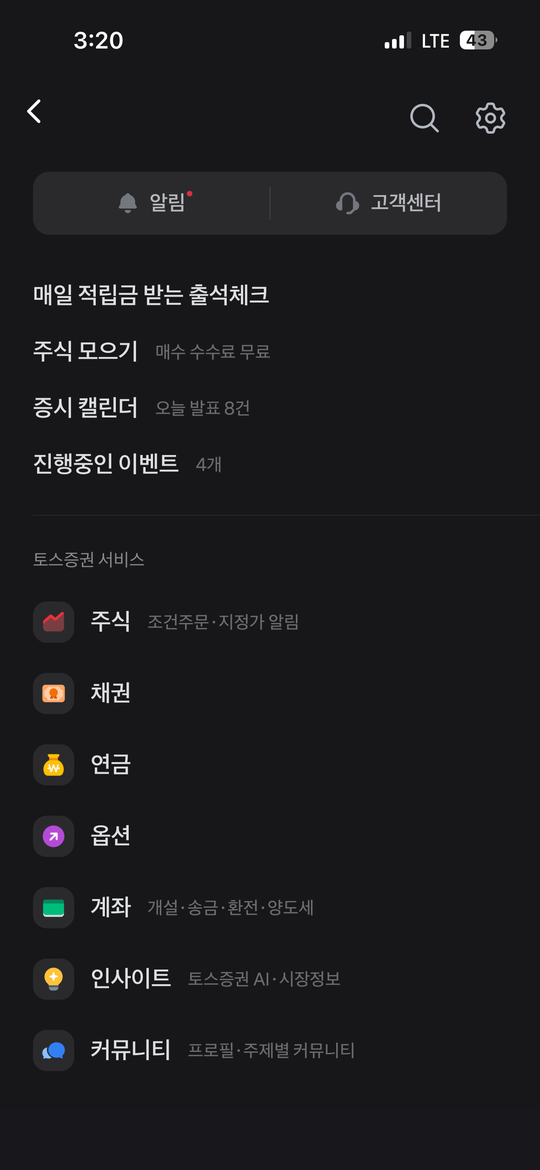 3:20 LTE 43
알림 고객센터
매일 적립금 받는 출석체크
주식 모으기 매수 수수료 무료
증시 캘린더 오늘 발표 8건
진행중인 이벤트 4개
토스증권 서비스
주식 조건주문·지정가 알림
채권
연금
옵션
계좌 개설·송금·환전·양도세
인사이트 토스증권 AI·시장정보
커뮤니티 프로필·주제별 커뮤니티